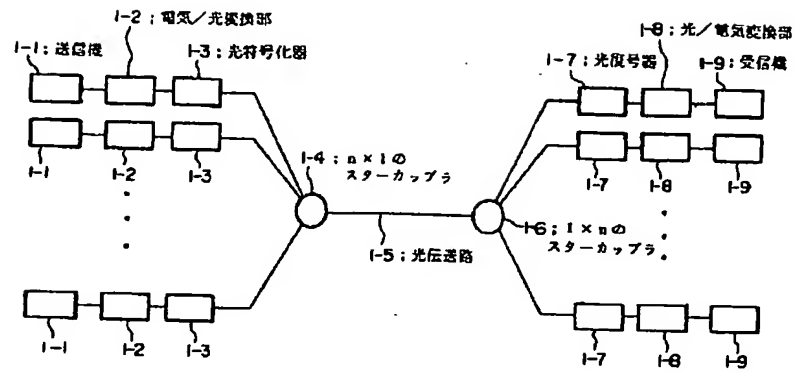 1-1;送信機
1-2;電気/光変換部
1-3;光符号化器
1-1
1-2
1-3
1-4;n×1の
スターカップラ
1-5;光伝送路
1-6;1×nの
スターカップラ
1-7;光復号器
1-8;光/電気変換部
1-9;受信機
1-7
1-8
1-9
1-1
1-2
1-3
1-7
1-8
1-9